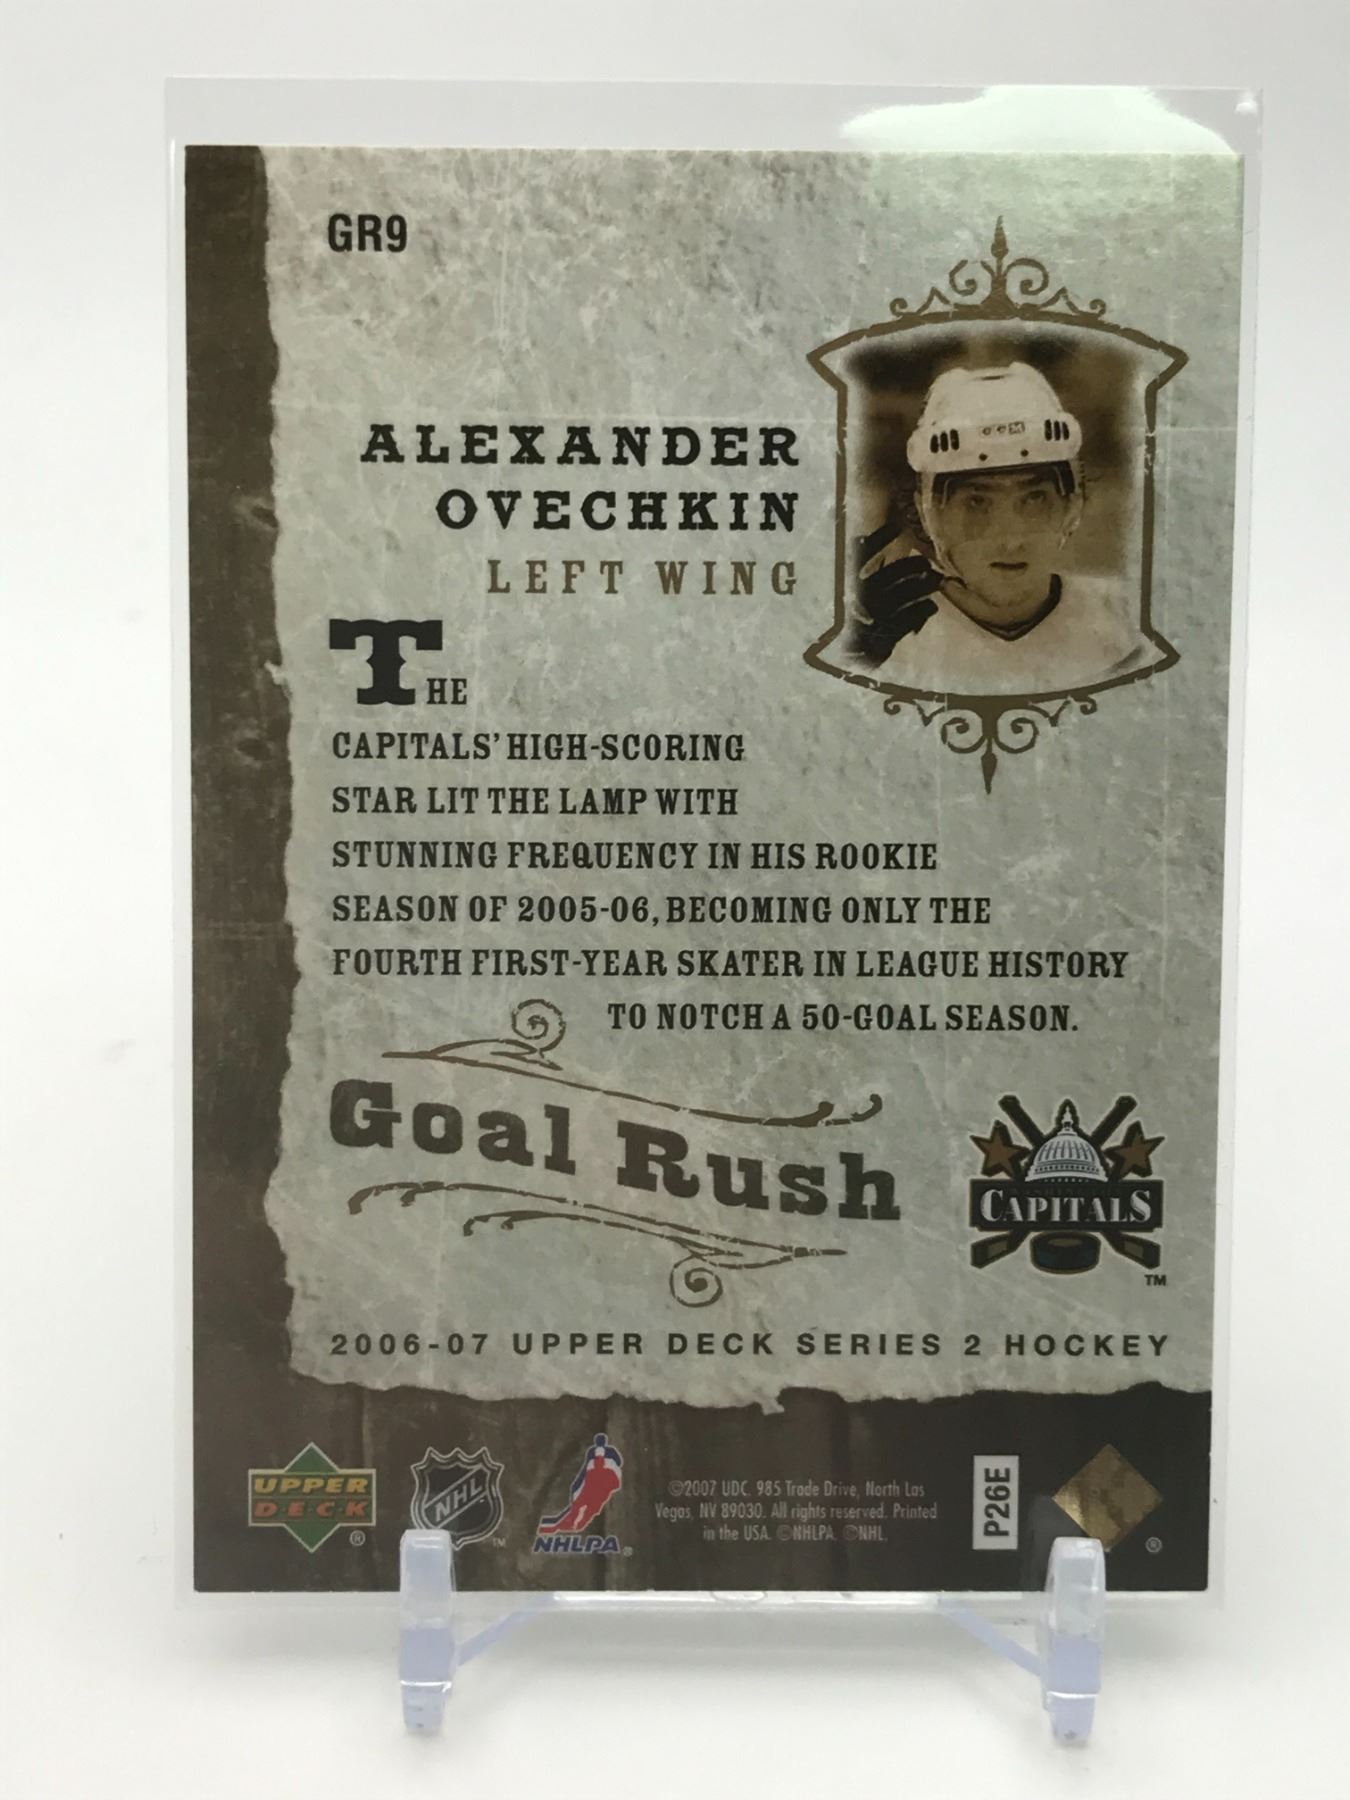 GR9
CCM
ALEXANDER
OVECHKIN
LEFT WING
THE
CAPITALS' HIGH-SCORING
STAR LIT THE LAMP WITH
STUNNING FREQUENCY IN HIS ROOKIE
SEASON OF 2005-06, BECOMING ONLY THE
FOURTH FIRST-YEAR SKATER IN LEAGUE HISTORY
TO NOTCH A 50-GOAL SEASON.
Goal Rush
CAPITALS
TM
2006-07 UPPER DECK SERIES 2 HOCKEY
UPPER
D·E·C·K
®
NHL
TM
NHLPA®
©2007 UDC. 985 Trade Drive, North Las
Vegas, NV 89030. All rights reserved. Printed
in the USA. ©NHLPA. ©NHL.
P26E
®